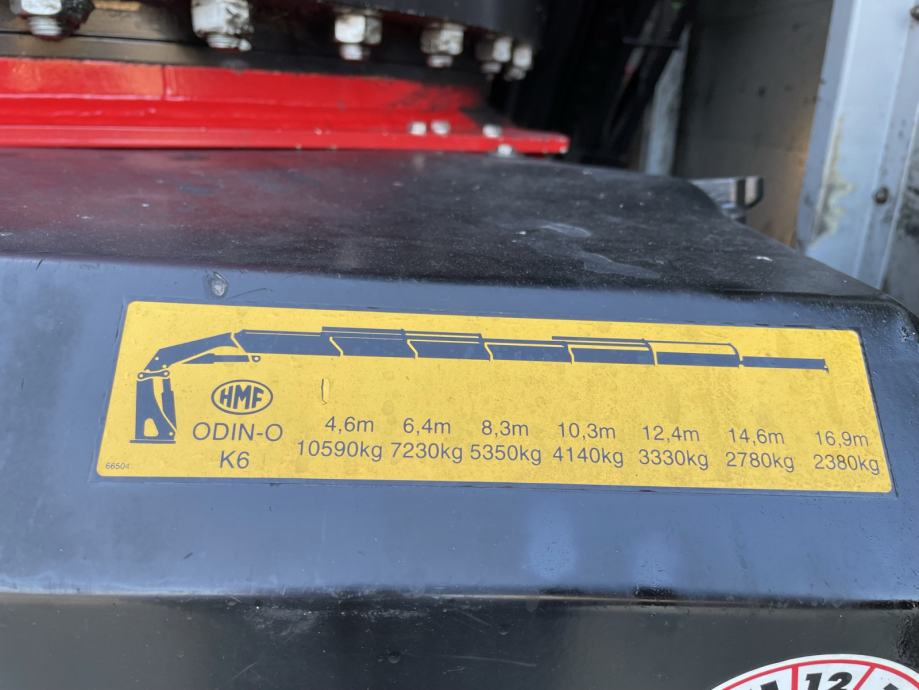 HMF
ODIN-O
K6
4,6m 6,4m 8,3m 10,3m 12,4m 14,6m 16,9m
10590kg 7230kg 5350kg 4140kg 3330kg 2780kg 2380kg
66504
12